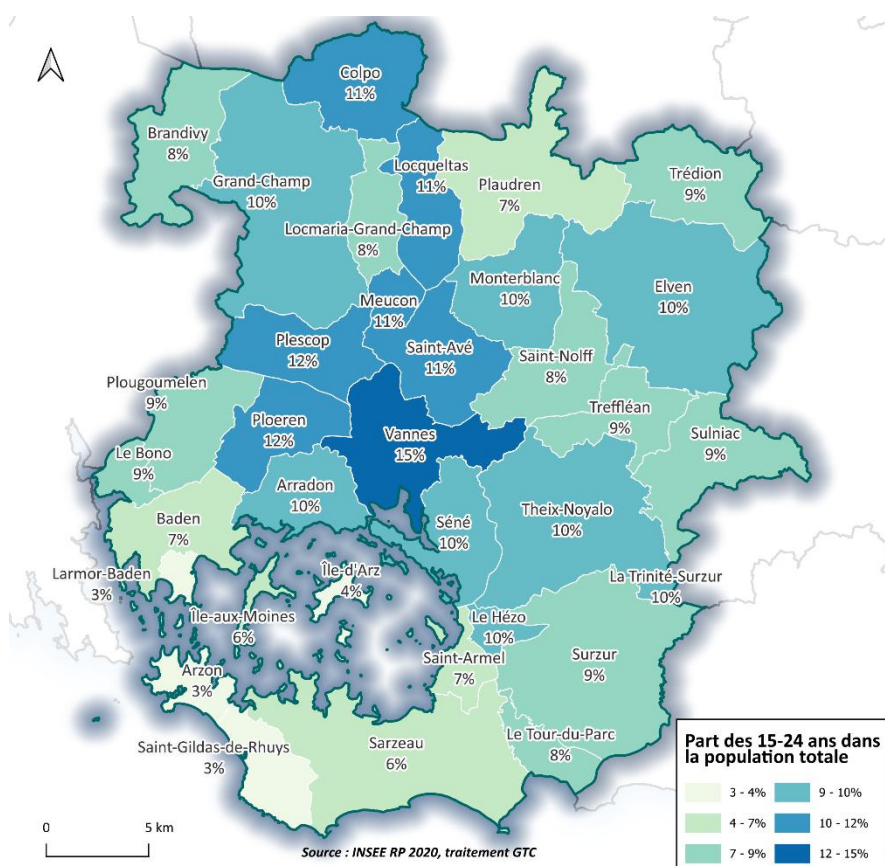 Colpo
11%
Brandivy
8%
Locqueltas
11%
Plaudren
7%
Trédion
9%
Grand-Champ
10%
Locmaria-Grand-Champ
8%
Monterblanc
10%
Elven
10%
Meucon
11%
Plescop
12%
Saint-Avé
11%
Saint-Nolff
8%
Plougoumelen
9%
Treffléan
9%
Ploeren
12%
Vannes
15%
Sulniac
9%
Le Bono
9%
Arradon
10%
Séné
10%
Theix-Noyalo
10%
Baden
7%
Larmor-Baden
3%
Île-d'Arz
4%
La Trinité-Surzur
10%
Île-aux-Moines
6%
Le Hézo
10%
Saint-Armel
7%
Surzur
9%
Arzon
3%
Saint-Gildas-de-Rhuys
3%
Sarzeau
6%
Le Tour-du-Parc
8%
Part des 15-24 ans dans
la population totale
3 - 4%
9 - 10%
4 - 7%
10 - 12%
7 - 9%
12 - 15%
0
5 km
Source : INSEE RP 2020, traitement GTC